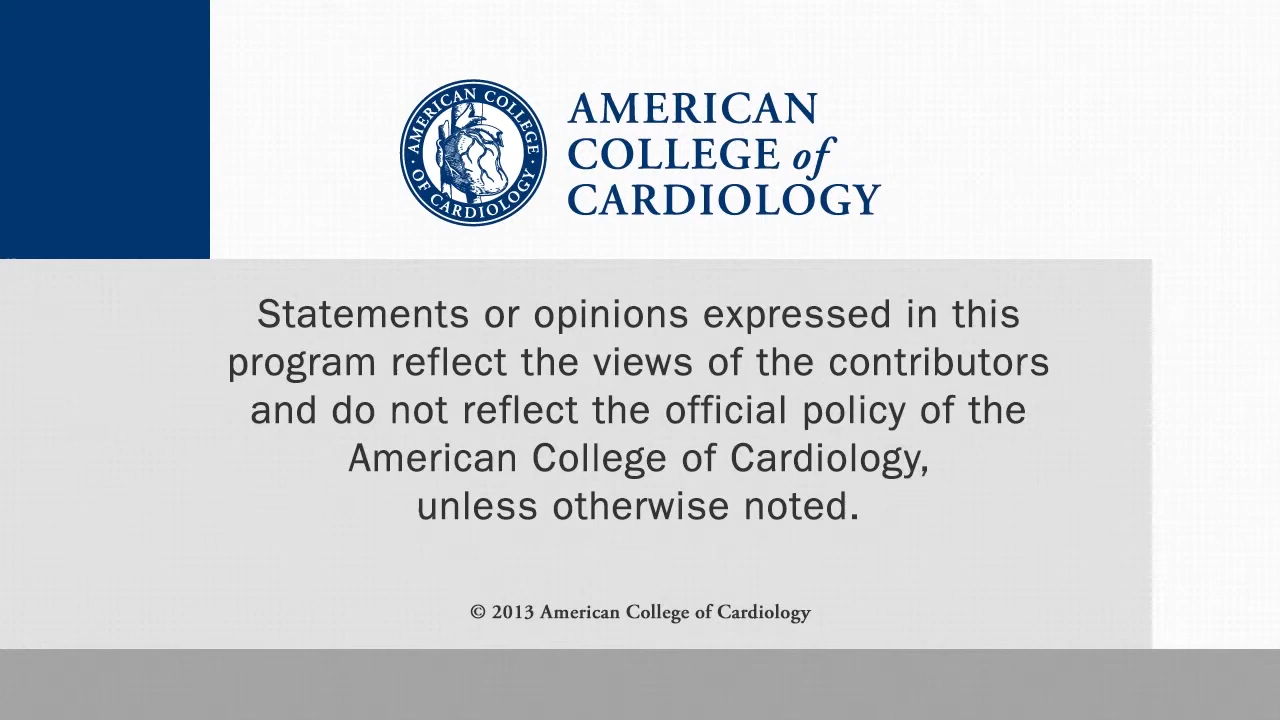 AMERICAN COLLEGE
OF CARDIOLOGY
AMERICAN
COLLEGE of
CARDIOLOGY
Statements or opinions expressed in this
program reflect the views of the contributors
and do not reflect the official policy of the
American College of Cardiology,
unless otherwise noted.
© 2013 American College of Cardiology